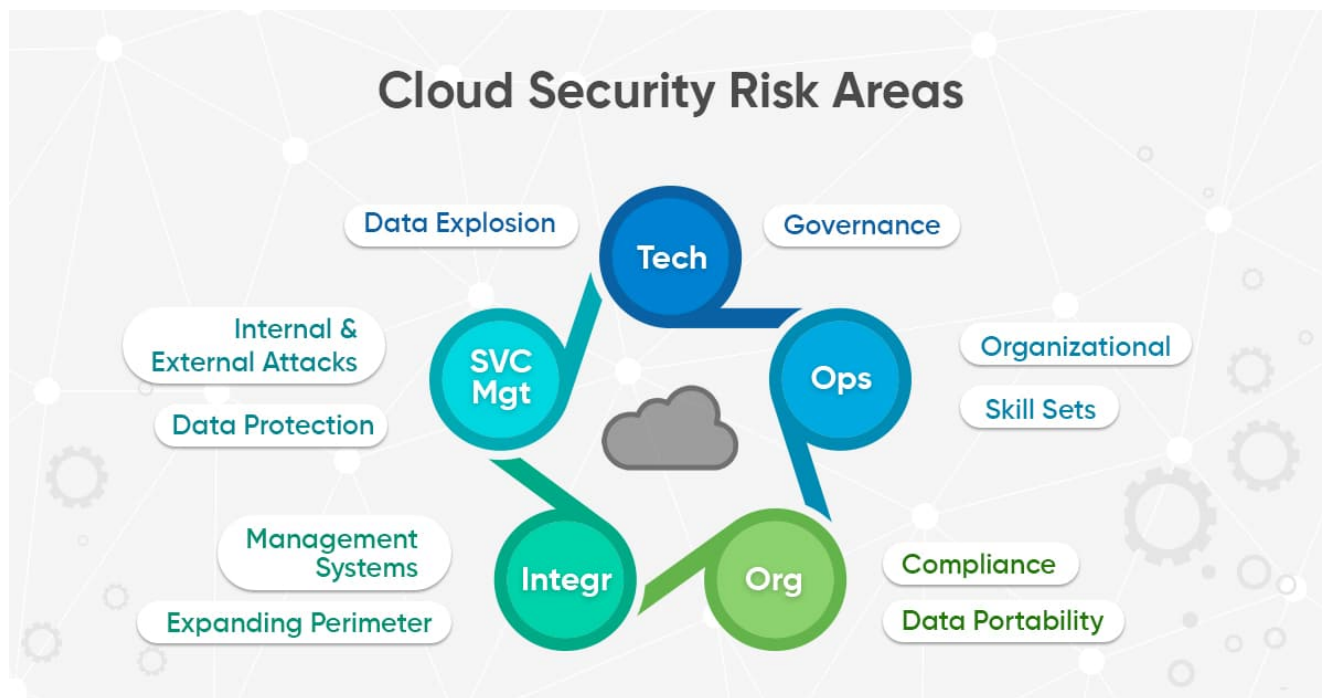 Cloud Security Risk Areas
Data Explosion
Tech
Governance
Internal &
External Attacks
SVC
Mgt
Ops
Organizational
Data Protection
Skill Sets
Management
Systems
Integr
Org
Compliance
Expanding Perimeter
Data Portability